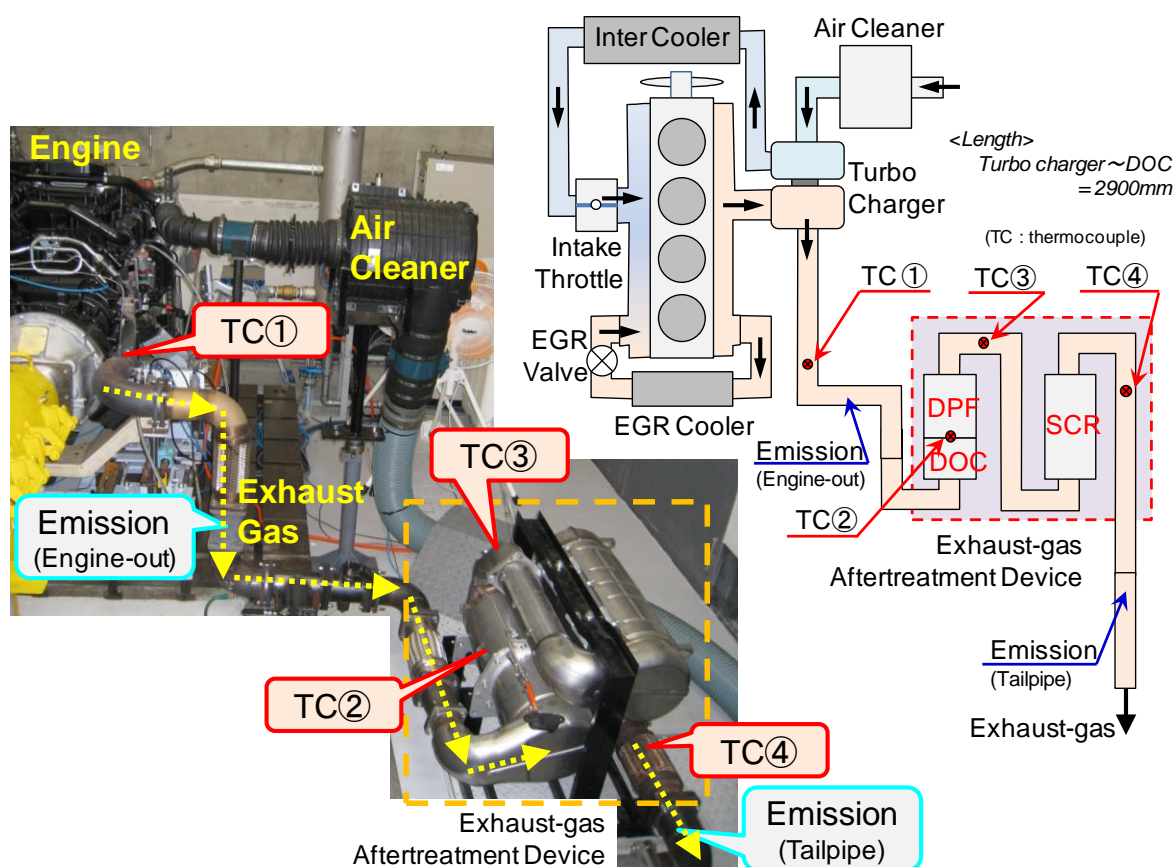 Inter Cooler
Air Cleaner
<Length>
Turbo charger～DOC
=2900mm
Turbo
Charger
Intake
Throttle
(TC : thermocouple)
TC①
TC③
TC④
EGR
Valve
EGR Cooler
DPF
DOC
SCR
Emission
(Engine-out)
TC②
Exhaust-gas
Aftertreatment Device
Emission
(Tailpipe)
Exhaust-gas
Engine
Air
Cleaner
TC①
Exhaust
Gas
Emission
(Engine-out)
TC③
TC②
TC④
Exhaust-gas
Aftertreatment Device
Emission
(Tailpipe)